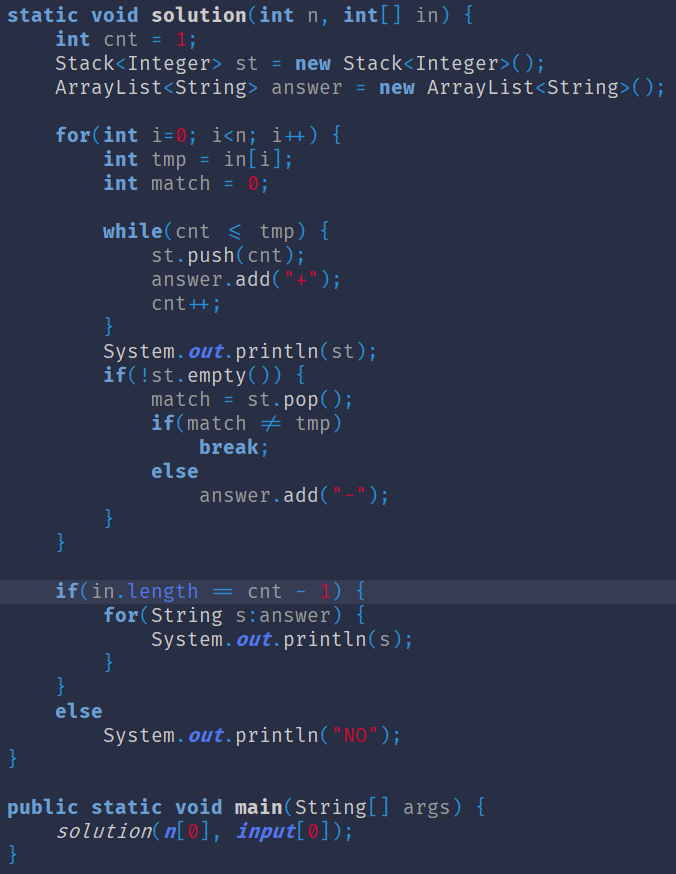 static void solution(int n, int[] in) {
    int cnt = 1;
    Stack<Integer> st = new Stack<Integer>();
    ArrayList<String> answer = new ArrayList<String>();

    for(int i=0; i<n; i++) {
        int tmp = in[i];
        int match = 0;

        while(cnt ⩽ tmp) {
            st.push(cnt);
            answer.add("+");
            cnt++;
        }
        System.out.println(st);
        if(!st.empty()) {
            match = st.pop();
            if(match ≠ tmp)
                break;
            else
                answer.add("-");
        }
    }

    if(in.length == cnt - 1) {
        for(String s:answer) {
            System.out.println(s);
        }
    }
    else
        System.out.println("NO");
}

public static void main(String[] args) {
    solution(n[0], input[0]);
}